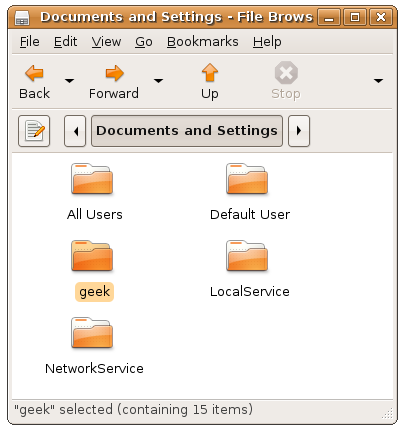 Documents and Settings - File Brows
File Edit View Go Bookmarks Help
Back Forward Up Stop
Documents and Settings
All Users Default User
geek LocalService
NetworkService
"geek" selected (containing 15 items)